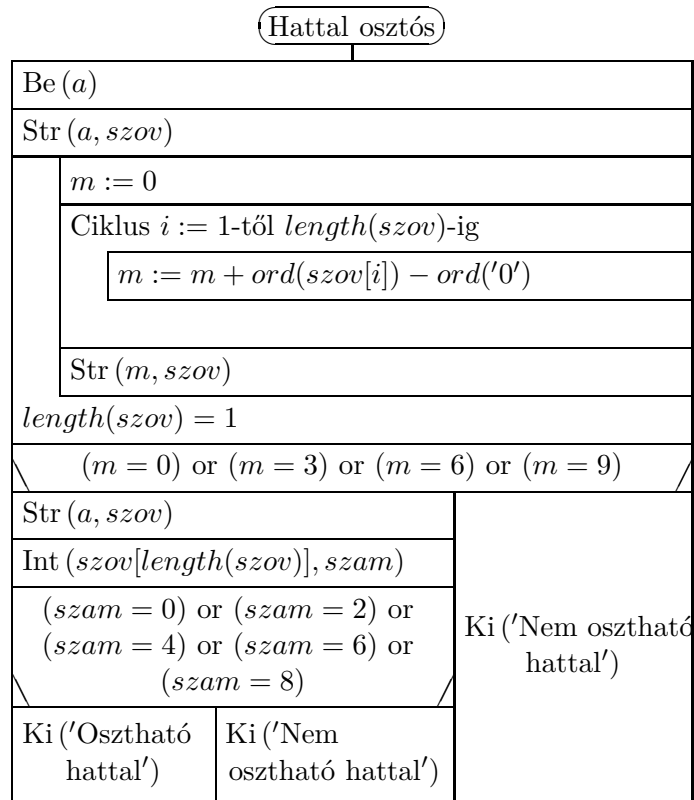 Hattal osztós
Be (a)
Str (a, szov)
m := 0
Ciklus i := 1-től length(szov)-ig
m := m + ord(szov[i]) − ord('0')
Str (m, szov)
length(szov) = 1
(m = 0) or (m = 3) or (m = 6) or (m = 9)
Str (a, szov)
Int (szov[length(szov)], szam)
(szam = 0) or (szam = 2) or
(szam = 4) or (szam = 6) or
(szam = 8)
Ki ('Osztható
hattal')
Ki ('Nem
osztható hattal')
Ki ('Nem osztható
hattal')